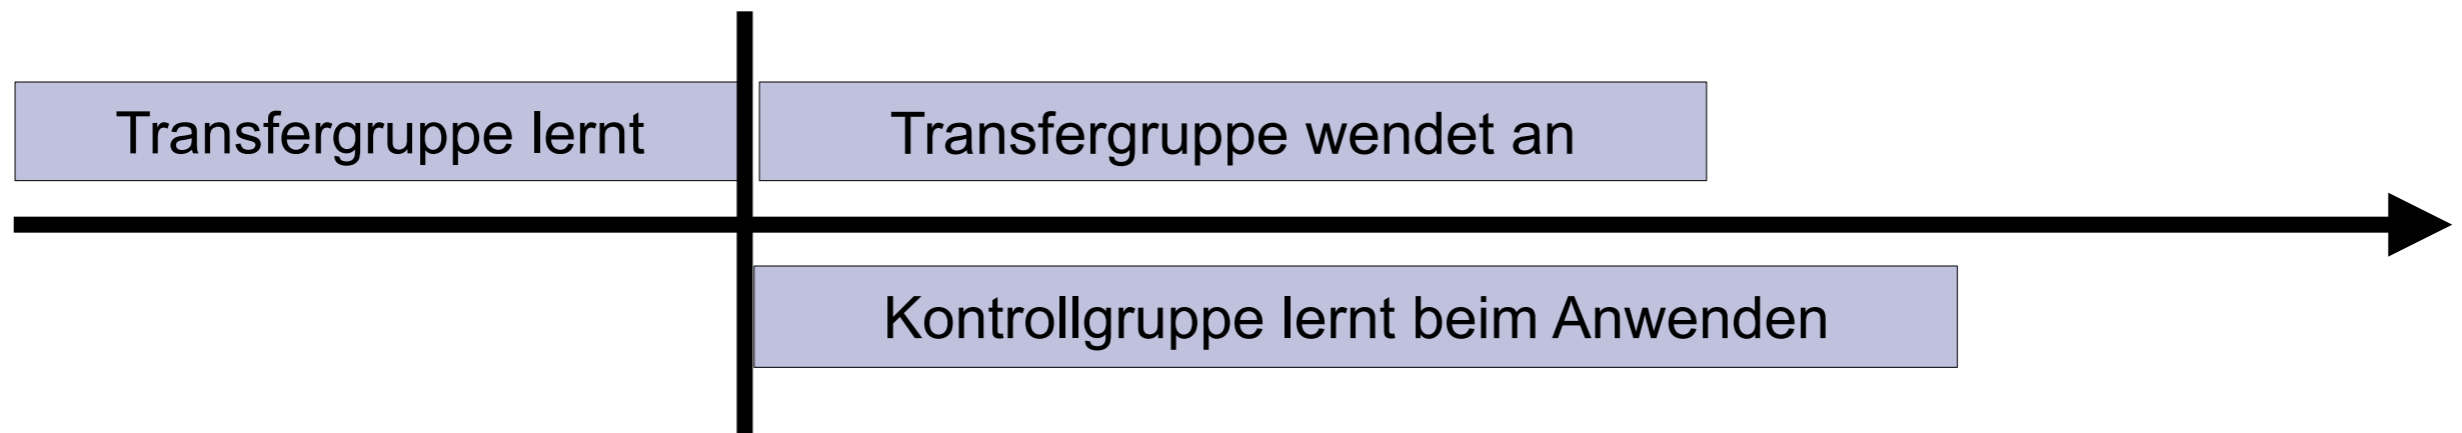 Transfergruppe lernt
Transfergruppe wendet an
Kontrollgruppe lernt beim Anwenden